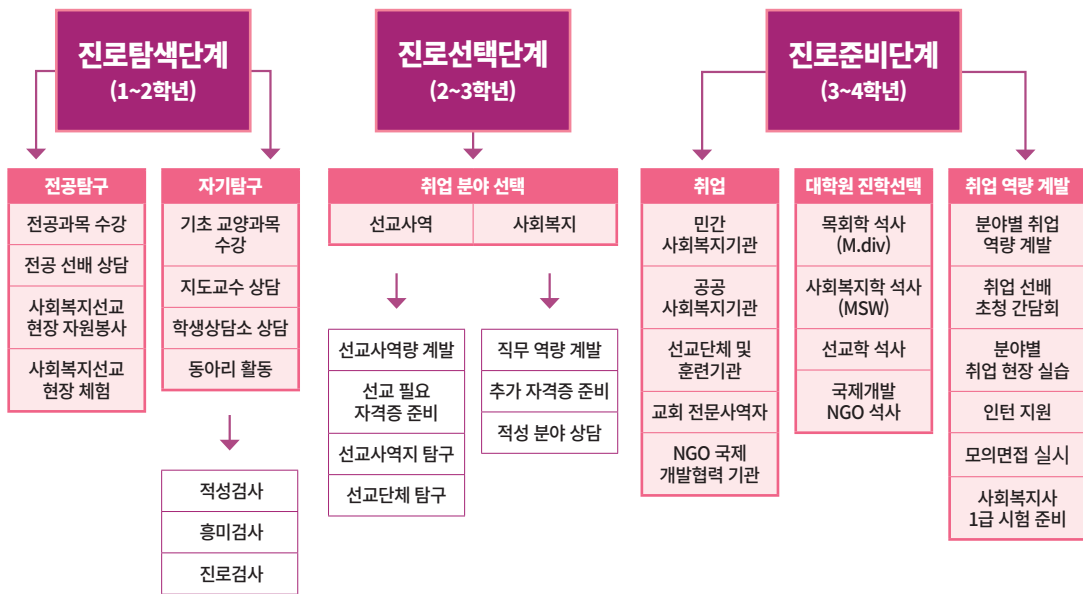 진로탐색단계
(1~2학년)
전공탐구
전공과목 수강
전공 선배 상담
사회복지선교
현장 자원봉사
사회복지선교
현장 체험
자기탐구
기초 교양과목
수강
지도교수 상담
학생상담소 상담
동아리 활동
적성검사
흥미검사
진로검사
진로선택단계
(2~3학년)
취업 분야 선택
선교사역
사회복지
선교사역량 계발
선교 필요
자격증 준비
선교사역지 탐구
선교단체 탐구
직무 역량 계발
추가 자격증 준비
적성 분야 상담
진로준비단계
(3~4학년)
취업
민간
사회복지기관
공공
사회복지기관
선교단체 및
훈련기관
교회 전문사역자
NGO 국제
개발협력 기관
대학원 진학선택
목회학 석사
(M.div)
사회복지학 석사
(MSW)
선교학 석사
국제개발
NGO 석사
취업 역량 계발
분야별 취업
역량 계발
취업 선배
초청 간담회
분야별
취업 현장 실습
인턴 지원
모의면접 실시
사회복지사
1급 시험 준비